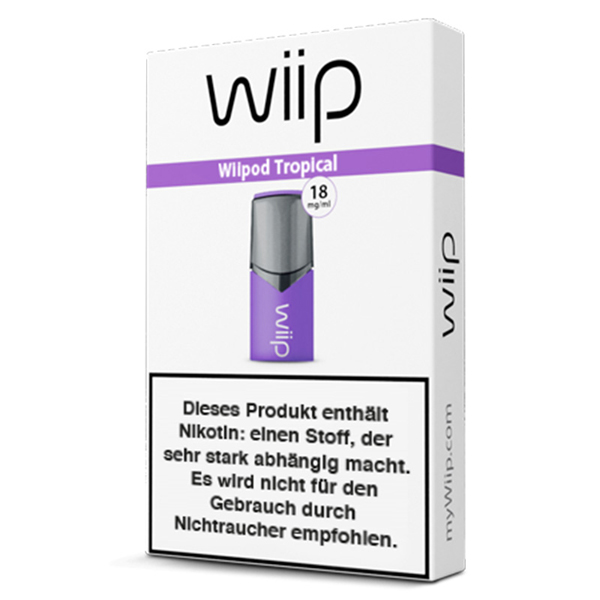 wiip
Wiipod Tropical
18
mg/ml
wiip
Dieses Produkt enthält
Nikotin: einen Stoff, der
sehr stark abhängig macht.
Es wird nicht für den
Gebrauch durch
Nichtraucher empfohlen.
wiip
myWiip.com